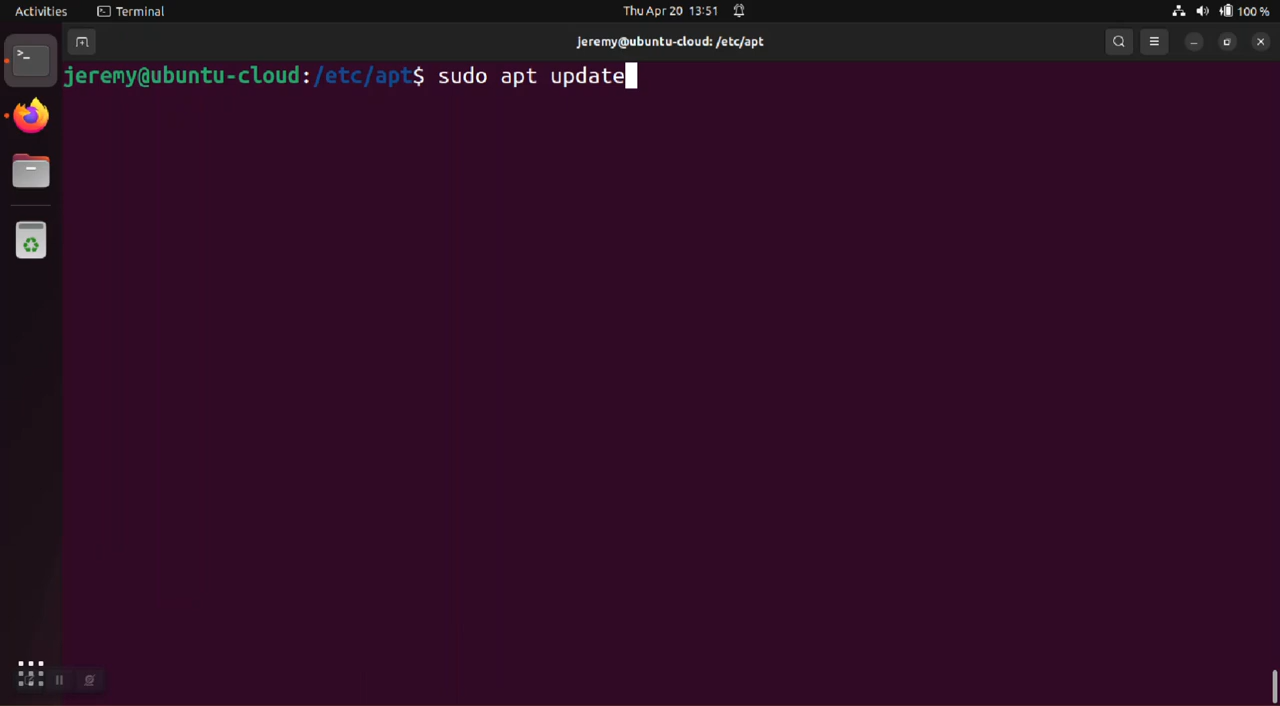 Activities
Terminal
Thu Apr 20 13:51
100 %
jeremy@ubuntu-cloud: /etc/apt
jeremy@ubuntu-cloud:/etc/apt$ sudo apt update